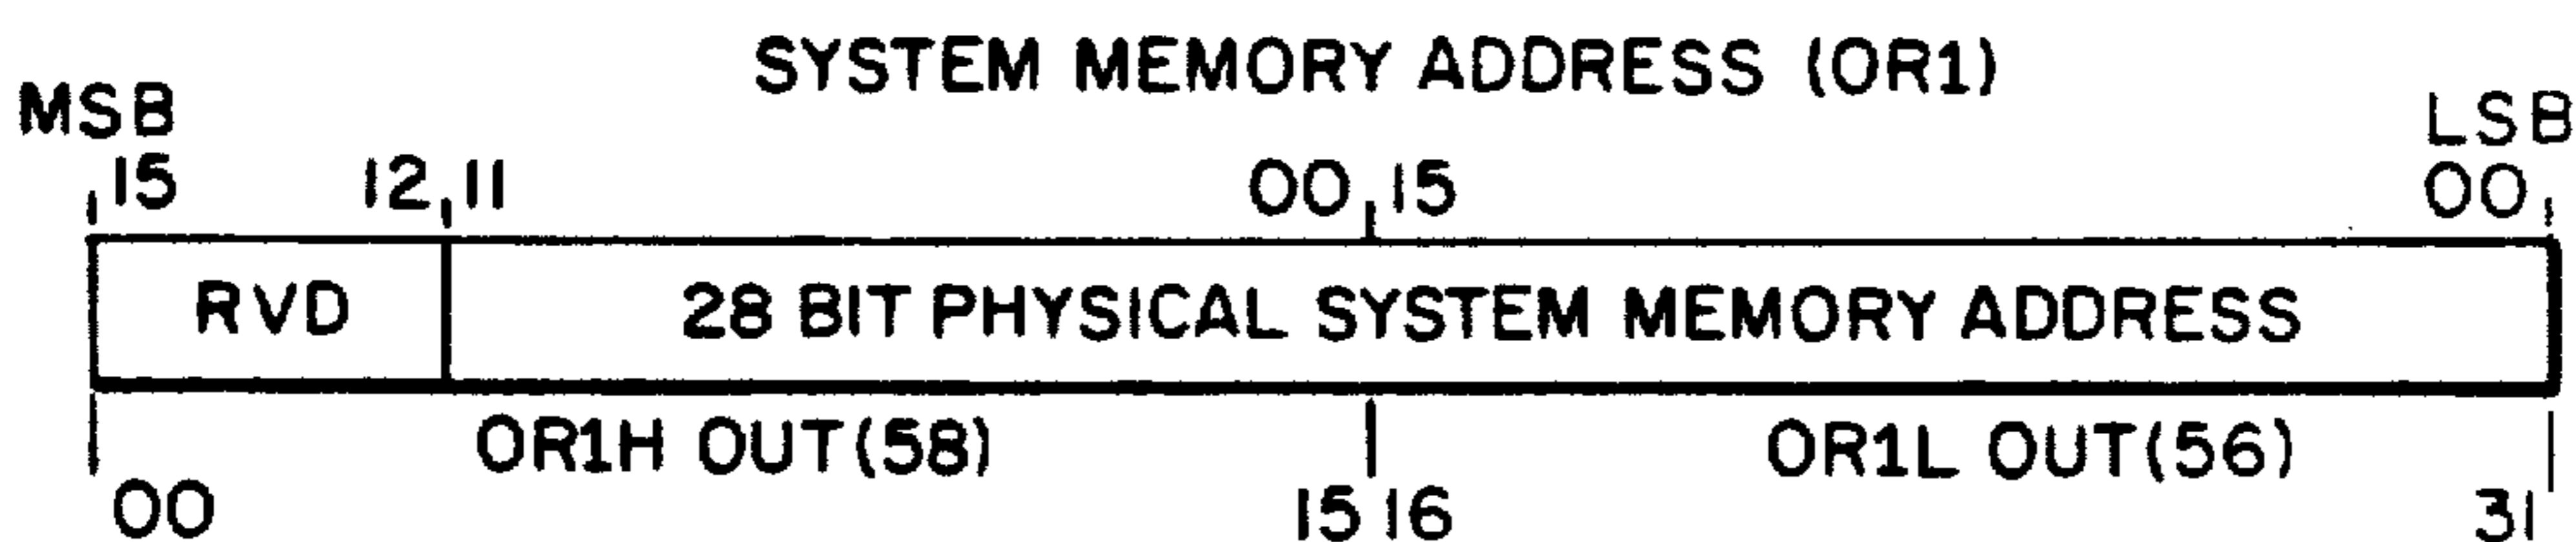 SYSTEM MEMORY ADDRESS (OR1)
MSB LSB
15 12 11 00 15 00
RVD 28 BIT PHYSICAL SYSTEM MEMORY ADDRESS
OR1H OUT(58) OR1L OUT(56)
00 15 16 31